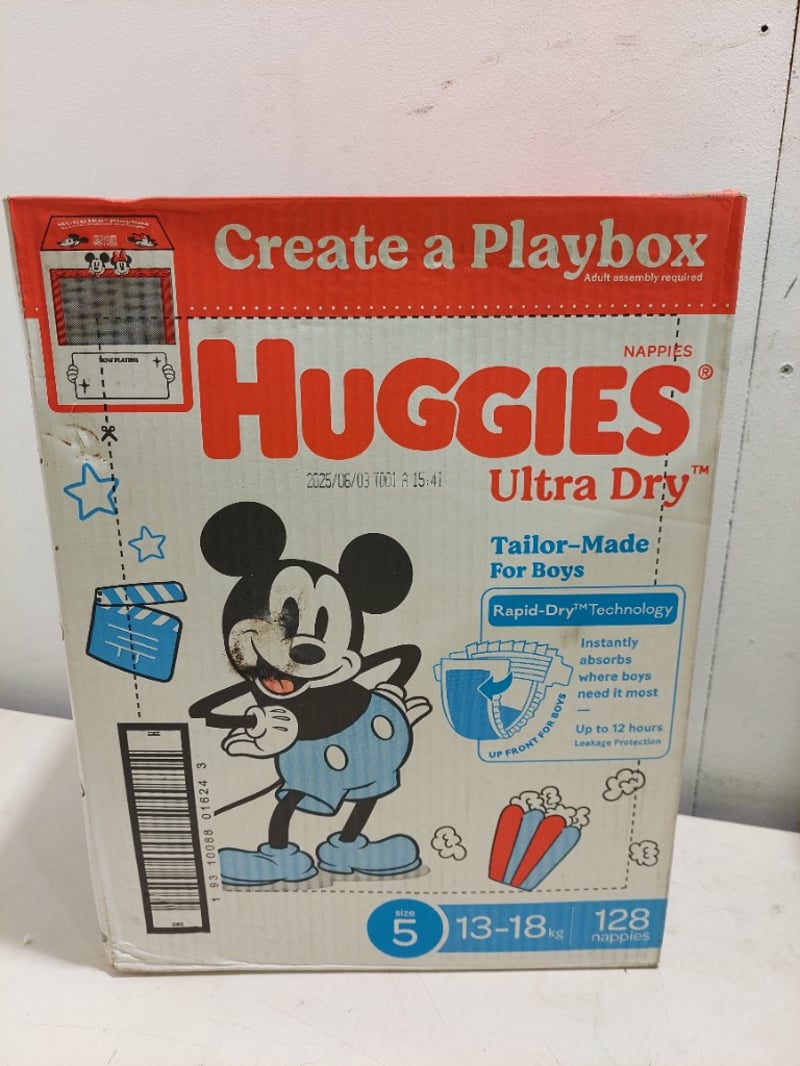 Create a Playbox
Adult assembly required
NOW PLAYING
NAPPIES
HUGGIES®
Ultra Dry™
2025/06/03 T001 A 15:41
Tailor-Made
For Boys
Rapid-Dry™ Technology
Instantly
absorbs
where boys
need it most
Up to 12 hours
Leakage Protection
UP FRONT FOR BOYS
1 93 10088 01624 3
size
5
13-18kg
128
nappies